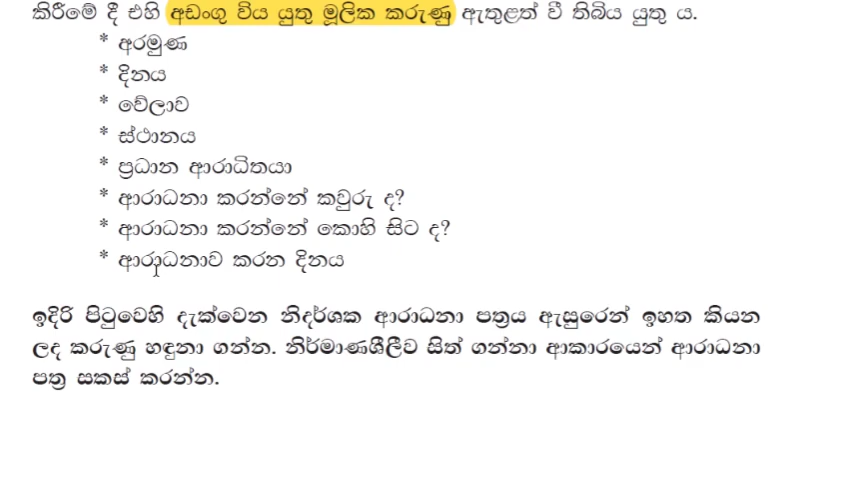 කිරීමේ දී එහි අඩංගු විය යුතු මූලික කරුණු ඇතුළත් වී තිබිය යුතු ය.
* අරමුණ
* දිනය
* වේලාව
* ස්ථානය
* ප්‍රධාන ආරාධිතයා
* ආරාධනා කරන්නේ කවුරු ද?
* ආරාධනා කරන්නේ කොහි සිට ද?
* ආරාධනාව කරන දිනය
ඉදිරි පිටුවෙහි දැක්වෙන නිදර්ශක ආරාධනා පත්‍රය ඇසුරෙන් ඉහත කියන
ලද කරුණු හඳුනා ගන්න. නිර්මාණශීලීව සිත් ගන්නා ආකාරයෙන් ආරාධනා
පත්‍ර සකස් කරන්න.